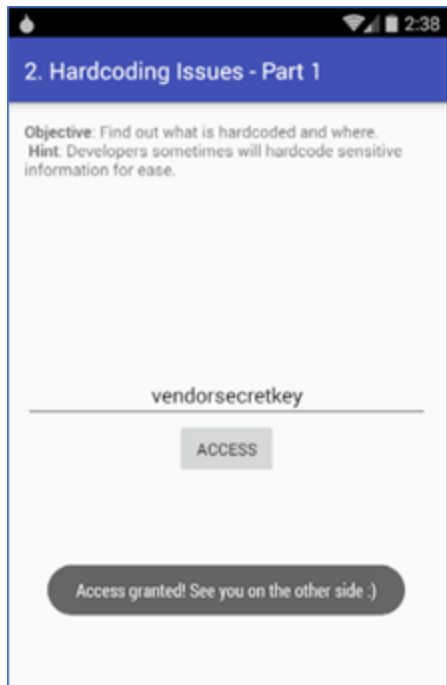 2:38
2. Hardcoding Issues - Part 1
Objective: Find out what is hardcoded and where.
Hint: Developers sometimes will hardcode sensitive
information for ease.
vendorsecretkey
ACCESS
Access granted! See you on the other side :)